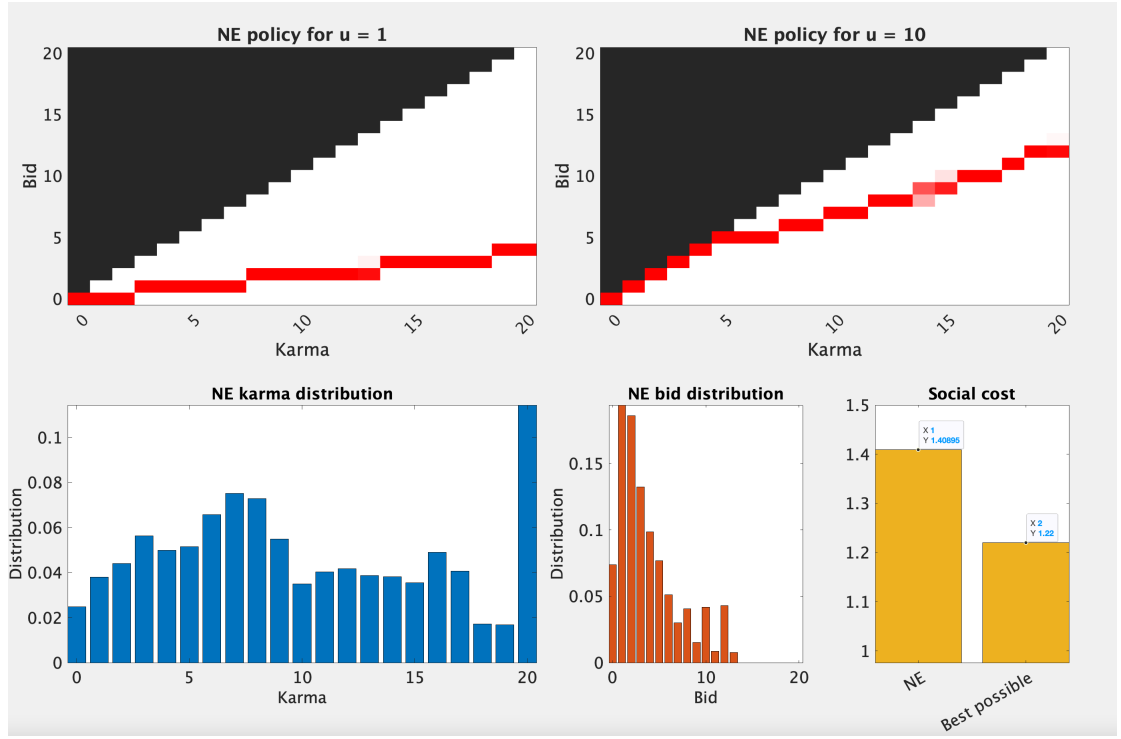 NE policy for u = 1
20
15
10
5
0
Bid
0
5
10
15
20
Karma
NE policy for u = 10
20
15
10
5
0
Bid
0
5
10
15
20
Karma
NE karma distribution
0.1
0.08
0.06
0.04
0.02
0
Distribution
0
5
10
15
20
Karma
NE bid distribution
0.15
0.1
0.05
0
Distribution
0
10
20
Bid
Social cost
1.5
1.4
1.3
1.2
1.1
1
X 1
Y 1.40895
X 2
Y 1.22
NE
Best possible